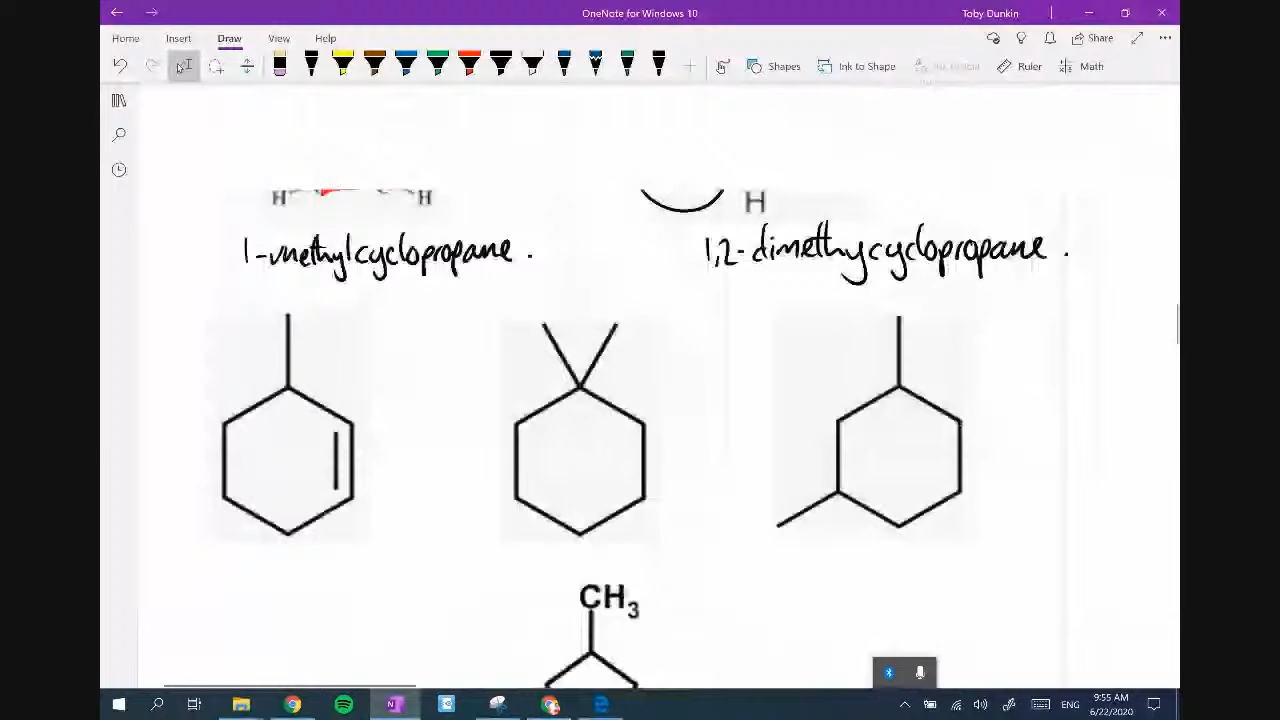 OneNote for Windows 10
Toby Dunkin
Home Insert Draw View Help
Share
Shapes
Ink to Shape
Ruler
Math
H H
H
1-methylcyclopropane.
1,2-dimethycyclopropane.
CH3
ENG
9:55 AM
6/22/2020